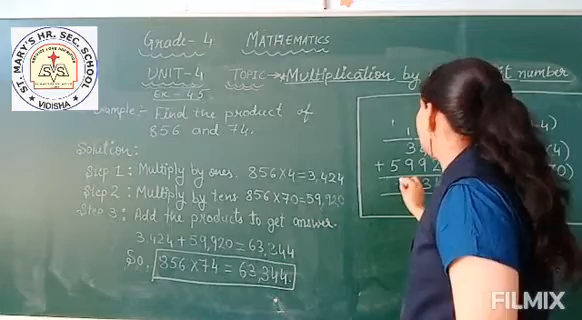 ST. MARY'S HR. SEC. SCHOOL
VIDISHA
Grade-4 MATHEMATICS
UNIT-4 TOPIC → Multiplication by number
Ex:- 45
Example:- Find the product of
856 and 74.
Solution:
Step 1: Multiply by ones. 856×4=3,424
Step 2: Multiply by tens 856×70=59,920
Step 3: Add the products to get answer.
3,424+59,920=63,344
So, 856×74=63,344.
+5992
FILMIX